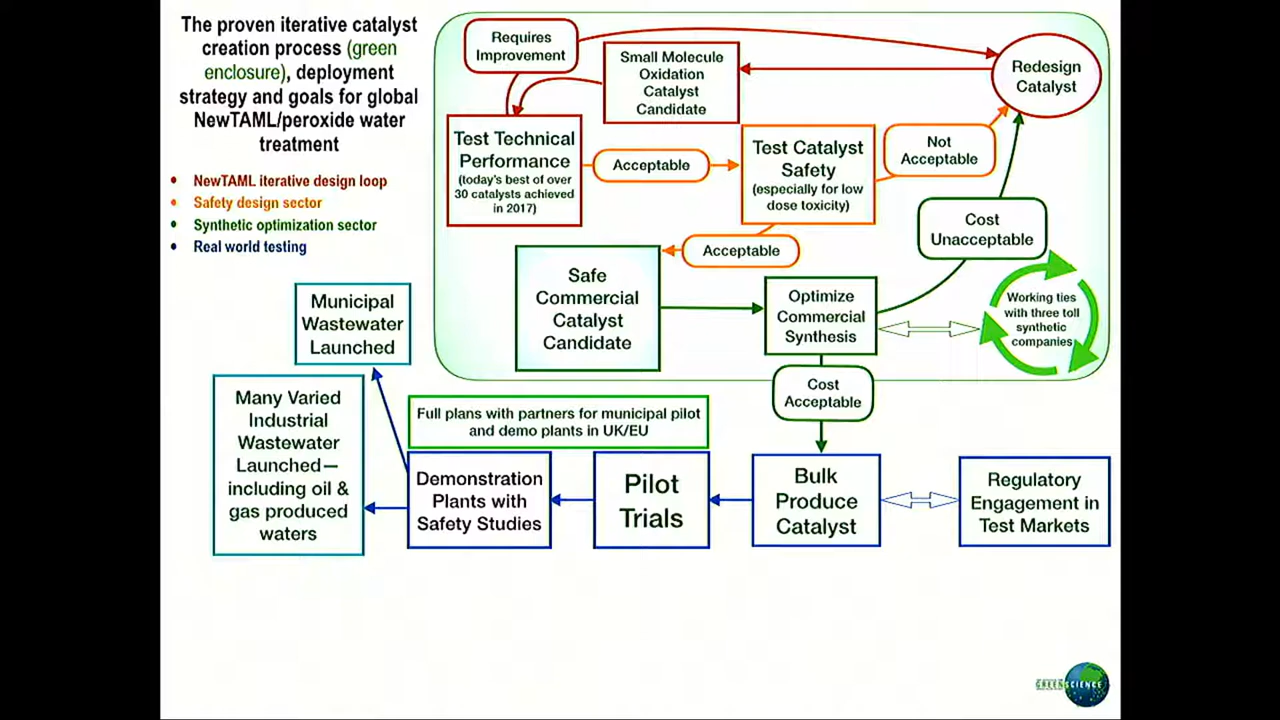 The proven iterative catalyst
creation process (green
enclosure), deployment
strategy and goals for global
NewTAML/peroxide water
treatment
• NewTAML iterative design loop
• Safety design sector
• Synthetic optimization sector
• Real world testing
Requires
Improvement
Small Molecule
Oxidation
Catalyst
Candidate
Redesign
Catalyst
Test Technical
Performance
(today's best of over
30 catalysts achieved
in 2017)
Acceptable
Test Catalyst
Safety
(especially for low
dose toxicity)
Not
Acceptable
Acceptable
Cost
Unacceptable
Safe
Commercial
Catalyst
Candidate
Optimize
Commercial
Synthesis
Working ties
with three toll
synthetic
companies
Cost
Acceptable
Municipal
Wastewater
Launched
Many Varied
Industrial
Wastewater
Launched—
including oil &
gas produced
waters
Full plans with partners for municipal pilot
and demo plants in UK/EU
Demonstration
Plants with
Safety Studies
Pilot
Trials
Bulk
Produce
Catalyst
Regulatory
Engagement in
Test Markets
GREENSCIENCE